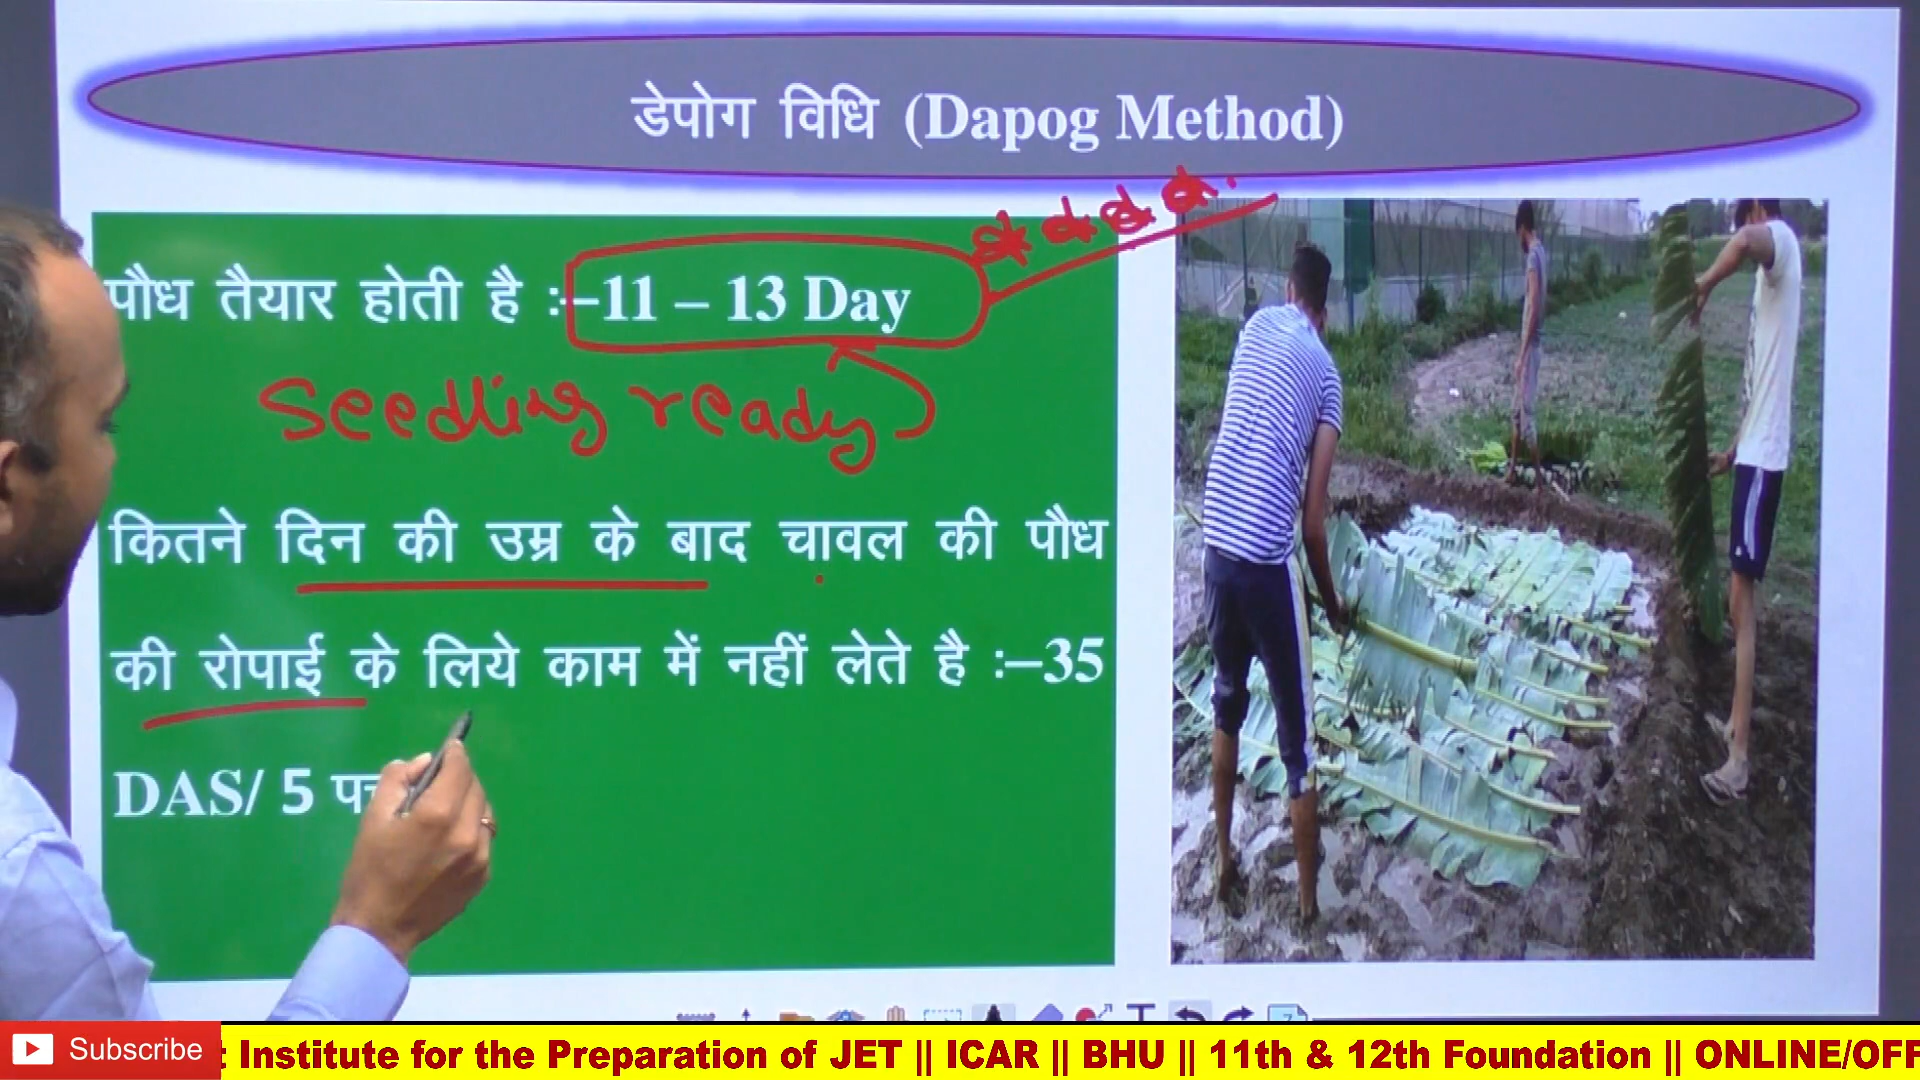 डेपोग विधि (Dapog Method)
पौध तैयार होती है :–11 – 13 Day
Seedling ready
कितने दिन की उम्र के बाद चावल की पौध
की रोपाई के लिये काम में नहीं लेते है :–35
DAS/ 5
Subscribe
Institute for the Preparation of JET || ICAR || BHU || 11th & 12th Foundation || ONLINE/OFF